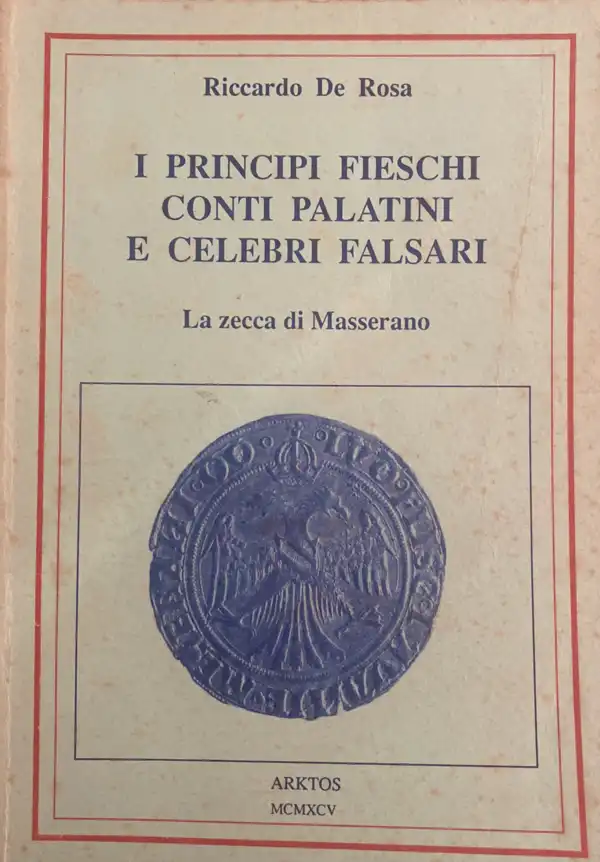 Riccardo De Rosa
I PRINCIPI FIESCHI
CONTI PALATINI
E CELEBRI FALSARI
La zecca di Masserano
ARKTOS
MCMXCV